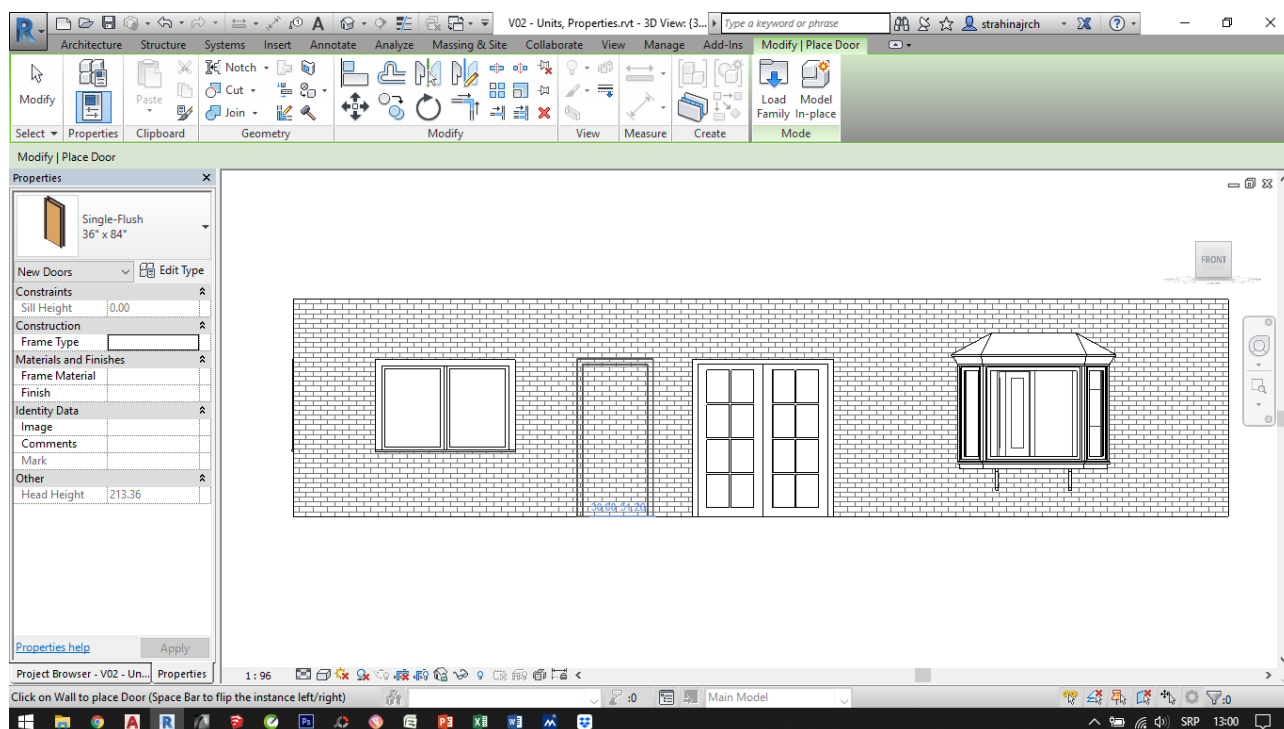 V02 - Units, Properties.rvt - 3D View: {3... Type a keyword or phrase strahinajrch
Architecture Structure Systems Insert Annotate Analyze Massing & Site Collaborate View Manage Add-Ins Modify | Place Door
Notch
Modify Paste Cut Load Model
Join Family In-place
Select Properties Clipboard Geometry Modify View Measure Create Mode
Modify | Place Door
Properties
Single-Flush
36" x 84"
New Doors Edit Type
FRONT
Constraints
Sill Height 0.00
Construction
Frame Type
Materials and Finishes
Frame Material
Finish
Identity Data
Image
Comments
Mark
Other
Head Height 213.36
Properties help Apply
Project Browser - V02 - Un... Properties 1 : 96
Click on Wall to place Door (Space Bar to flip the instance left/right) :0 Main Model :0
SRP 13:00